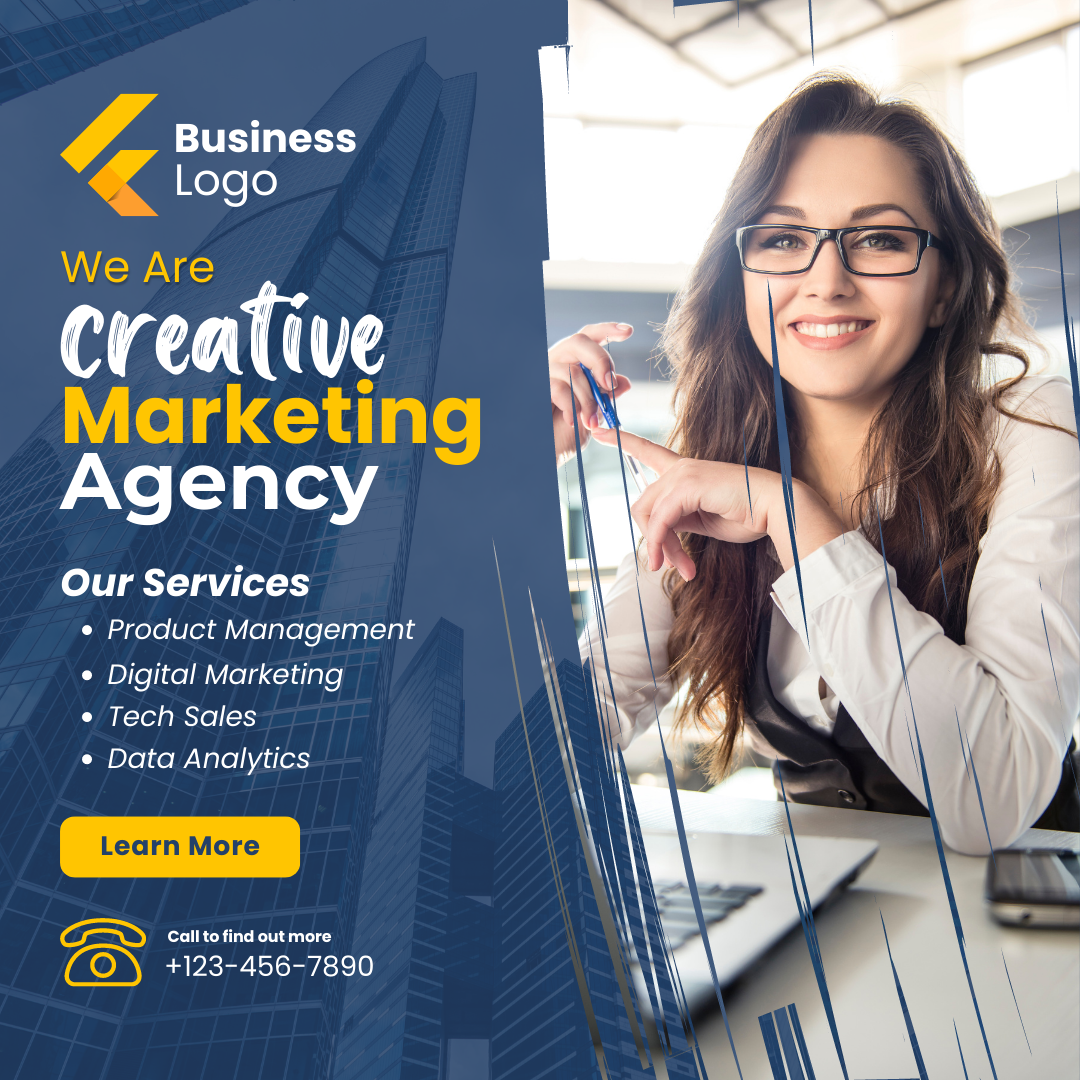 Business
Logo
We Are
creative
Marketing
Agency
Our Services
• Product Management
• Digital Marketing
• Tech Sales
• Data Analytics
Learn More
Call to find out more
+123-456-7890